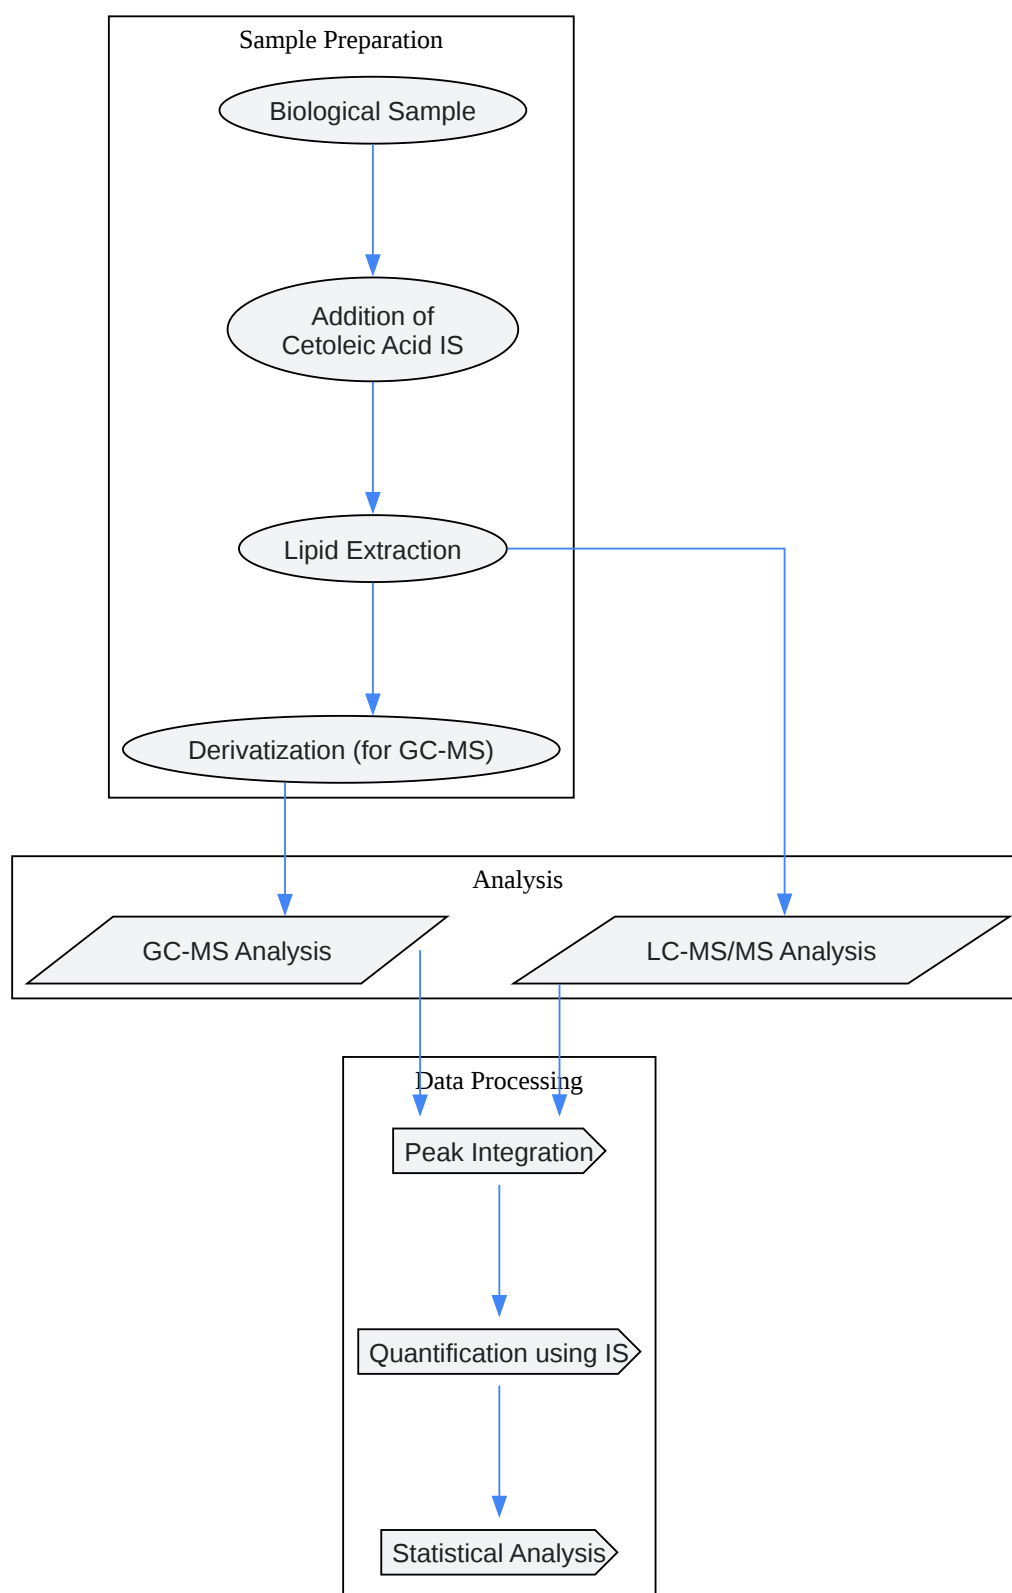 Sample Preparation
Biological Sample
Addition of
Cetoleic Acid IS
Lipid Extraction
Derivatization (for GC-MS)
Analysis
GC-MS Analysis
LC-MS/MS Analysis
Data Processing
Peak Integration
Quantification using IS
Statistical Analysis